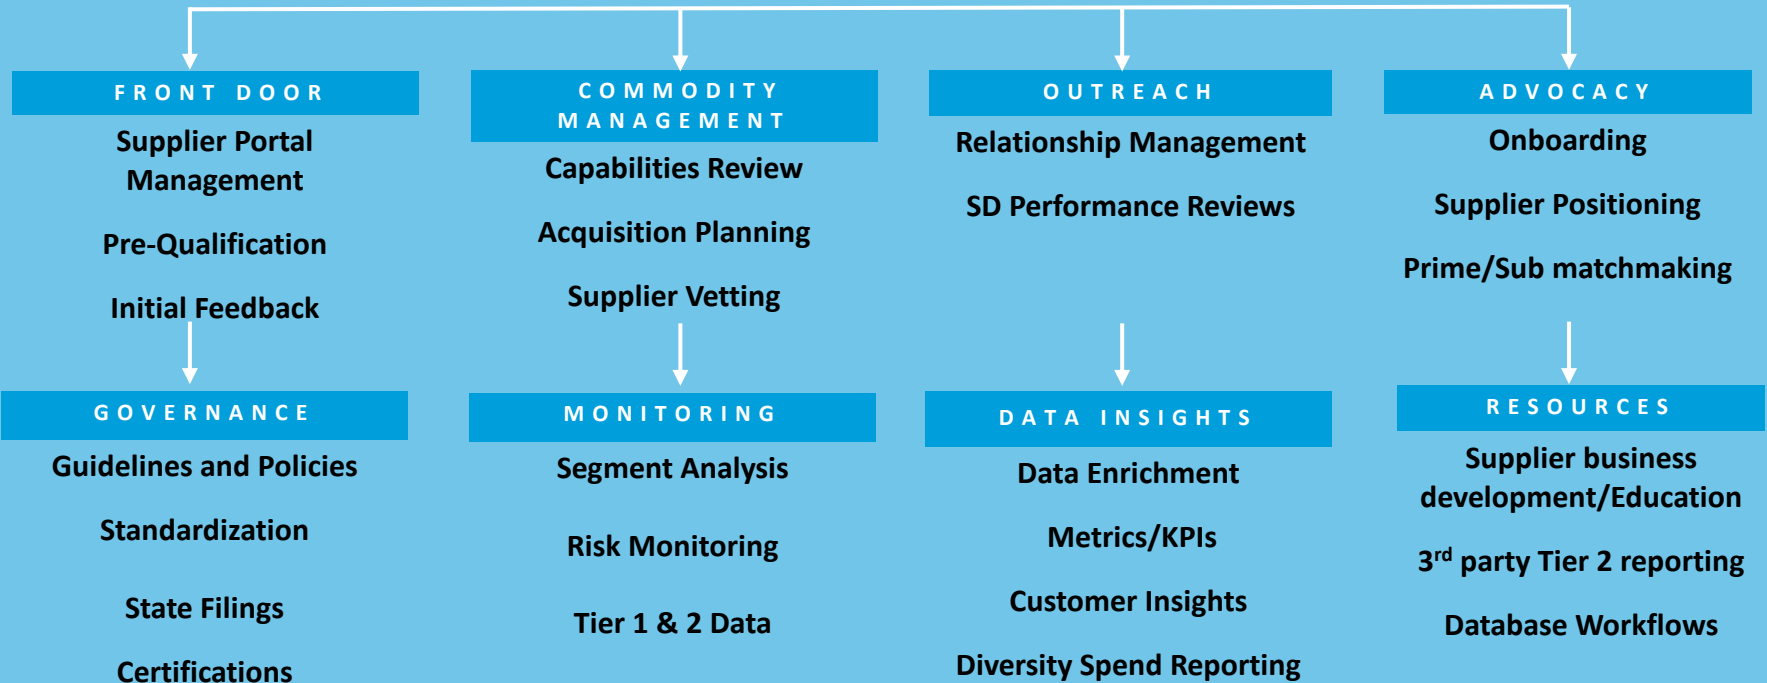 FRONT DOOR
Supplier Portal
Management
Pre-Qualification
Initial Feedback
COMMODITY
MANAGEMENT
Capabilities Review
Acquisition Planning
Supplier Vetting
OUTREACH
Relationship Management
SD Performance Reviews
ADVOCACY
Onboarding
Supplier Positioning
Prime/Sub matchmaking
GOVERNANCE
Guidelines and Policies
Standardization
State Filings
Certifications
MONITORING
Segment Analysis
Risk Monitoring
Tier 1 & 2 Data
DATA INSIGHTS
Data Enrichment
Metrics/KPIs
Customer Insights
Diversity Spend Reporting
RESOURCES
Supplier business
development/Education
3rd party Tier 2 reporting
Database Workflows